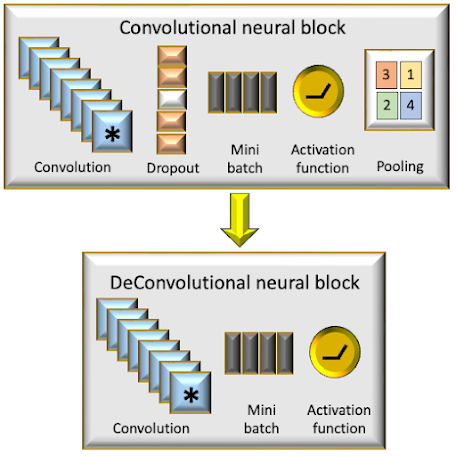 Convolutional neural block
3 1
2 4
*
Convolution
Dropout
Mini
batch
Activation
function
Pooling
DeConvolutional neural block
*
Convolution
Mini
batch
Activation
function